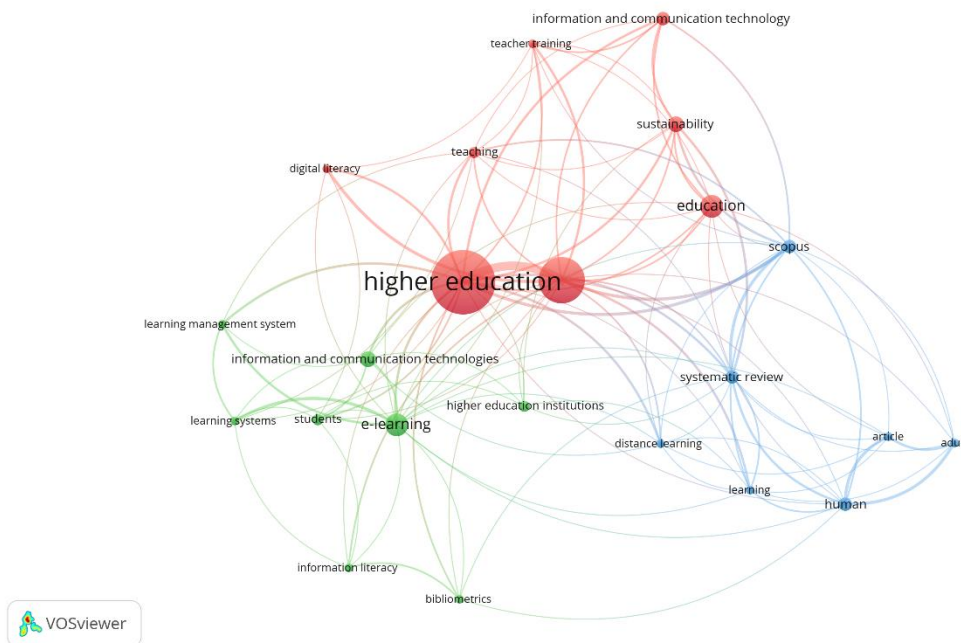 information and communication technology
teacher training
sustainability
teaching
digital literacy
education
scopus
higher education
learning management system
information and communication technologies
systematic review
higher education institutions
learning systems
students
e-learning
article
distance learning
learning
human
information literacy
bibliometrics
VOSviewer